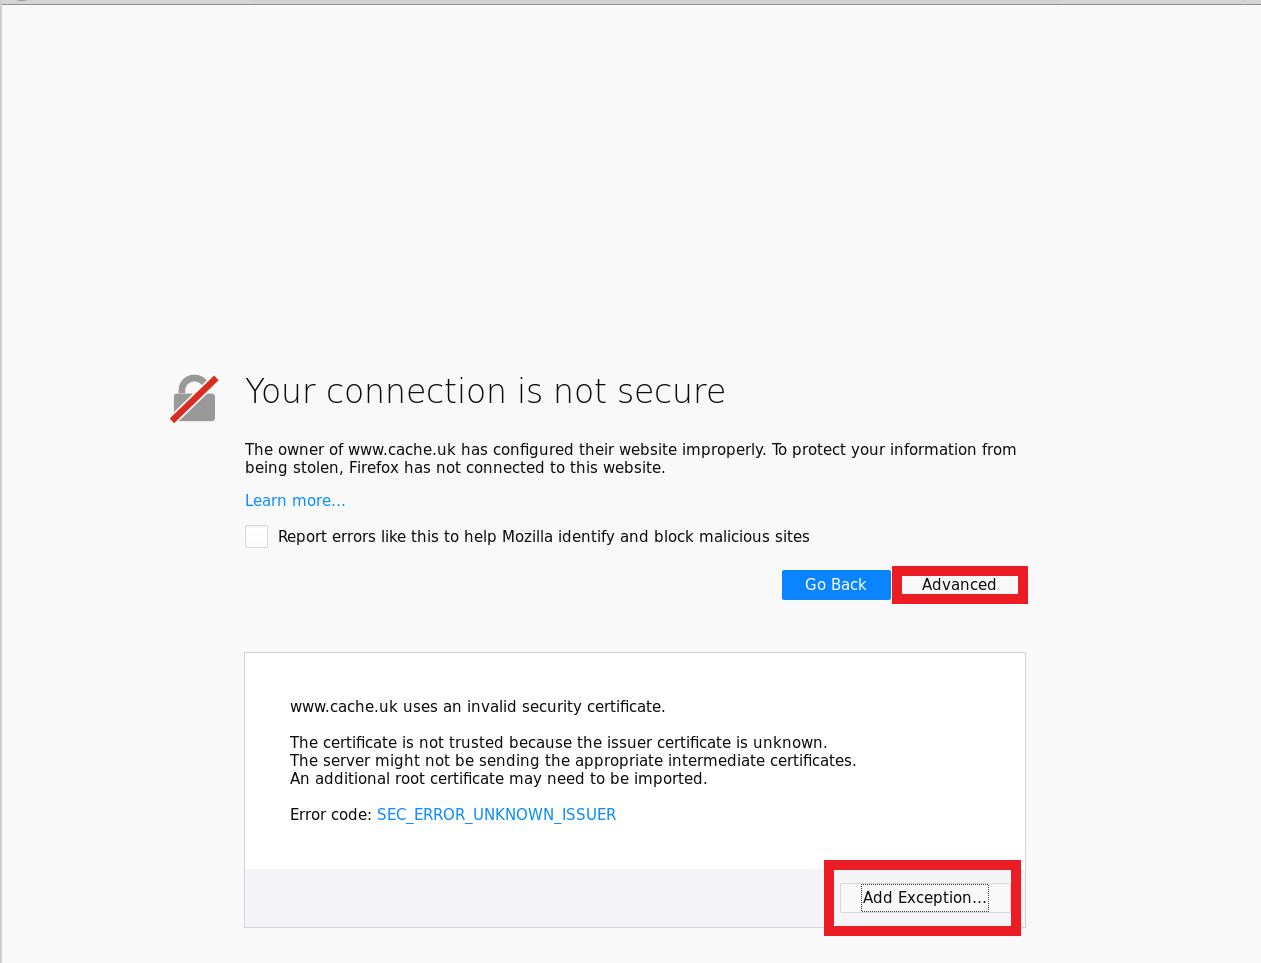 Your connection is not secure
The owner of www.cache.uk has configured their website improperly. To protect your information from
being stolen, Firefox has not connected to this website.
Learn more...
Report errors like this to help Mozilla identify and block malicious sites
Go Back
Advanced
www.cache.uk uses an invalid security certificate.
The certificate is not trusted because the issuer certificate is unknown.
The server might not be sending the appropriate intermediate certificates.
An additional root certificate may need to be imported.
Error code: SEC_ERROR_UNKNOWN_ISSUER
Add Exception...